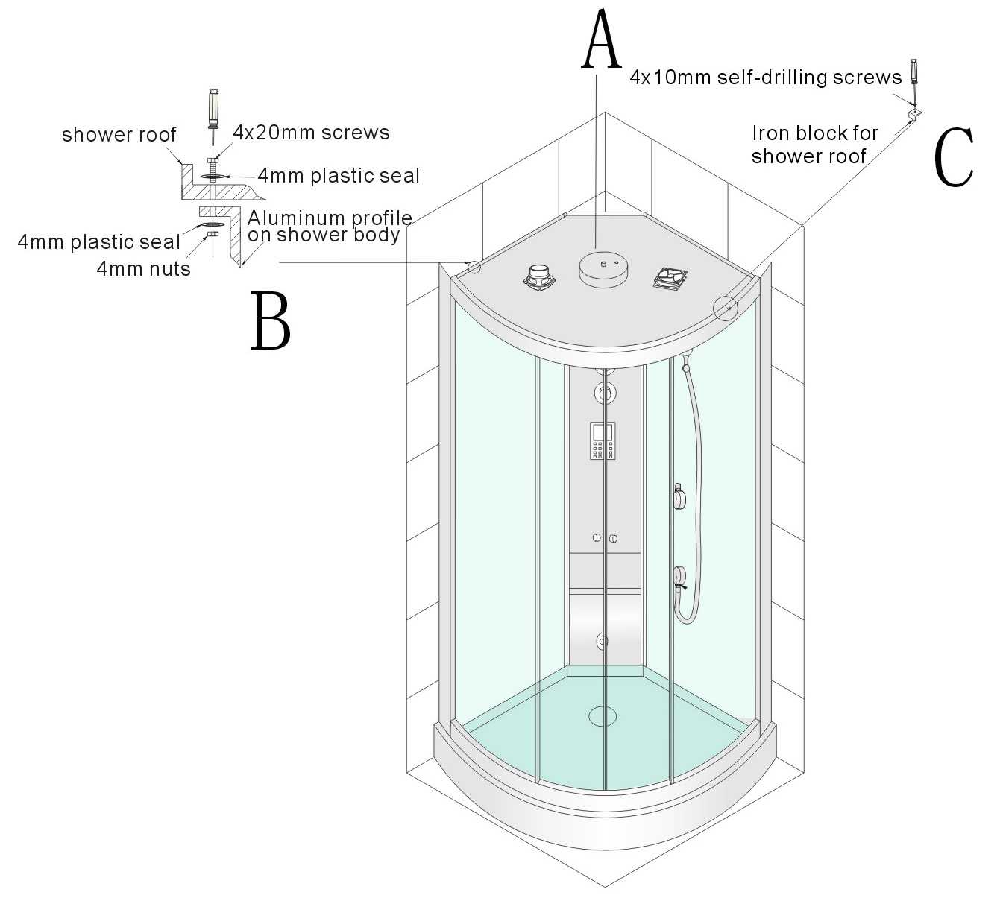 A
4x10mm self-drilling screws
shower roof
4x20mm screws
Iron block for
shower roof
C
4mm plastic seal
Aluminum profile
on shower body
4mm plastic seal
4mm nuts
B